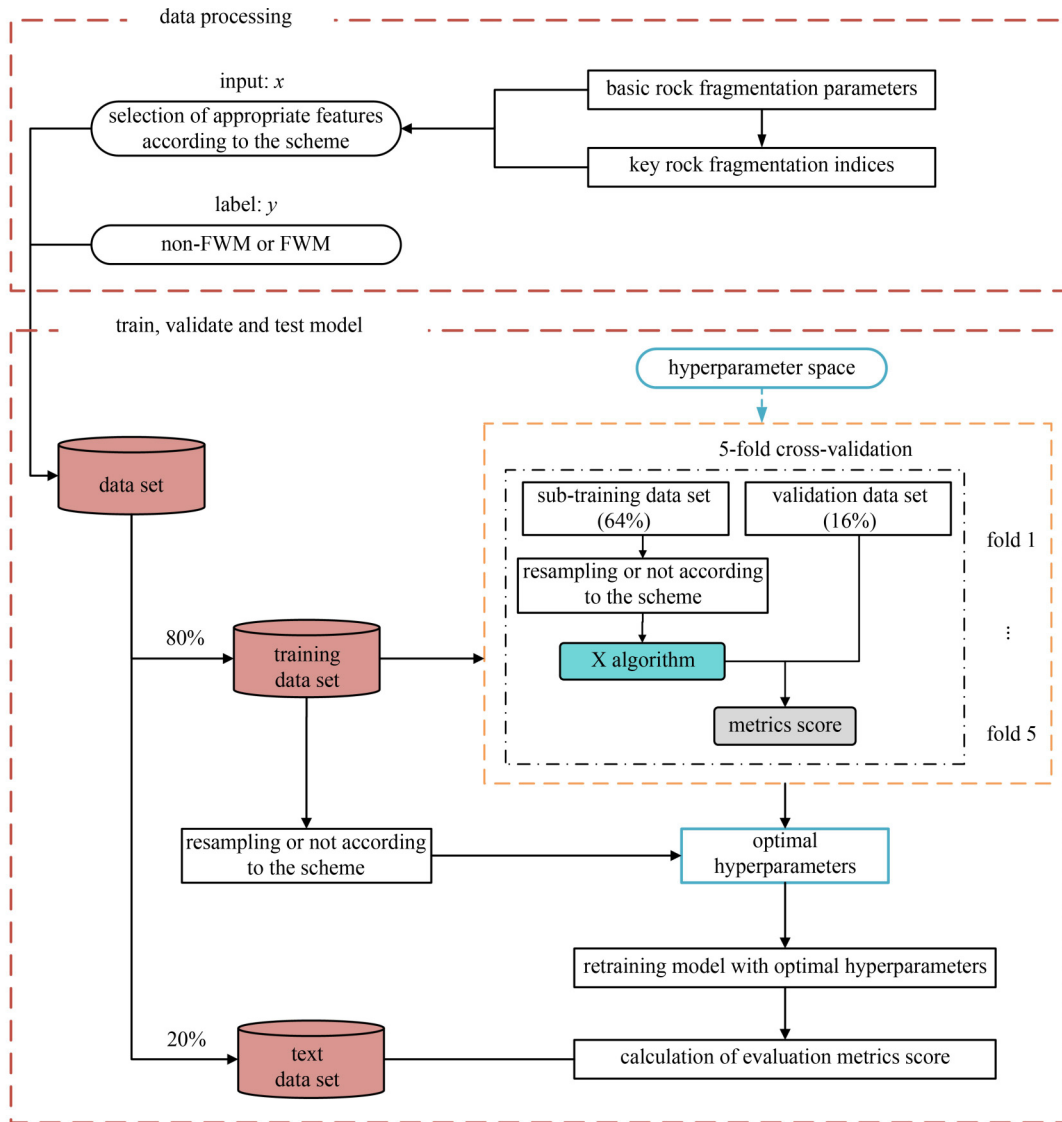 data processing
input: x
selection of appropriate features
according to the scheme
basic rock fragmentation parameters
key rock fragmentation indices
label: y
non-FWM or FWM
train, validate and test model
hyperparameter space
5-fold cross-validation
data set
sub-training data set
(64%)
validation data set
(16%)
fold 1
resampling or not according
to the scheme
...
80%
training
data set
X algorithm
metrics score
fold 5
resampling or not according
to the scheme
optimal
hyperparameters
retraining model with optimal hyperparameters
20%
text
data set
calculation of evaluation metrics score